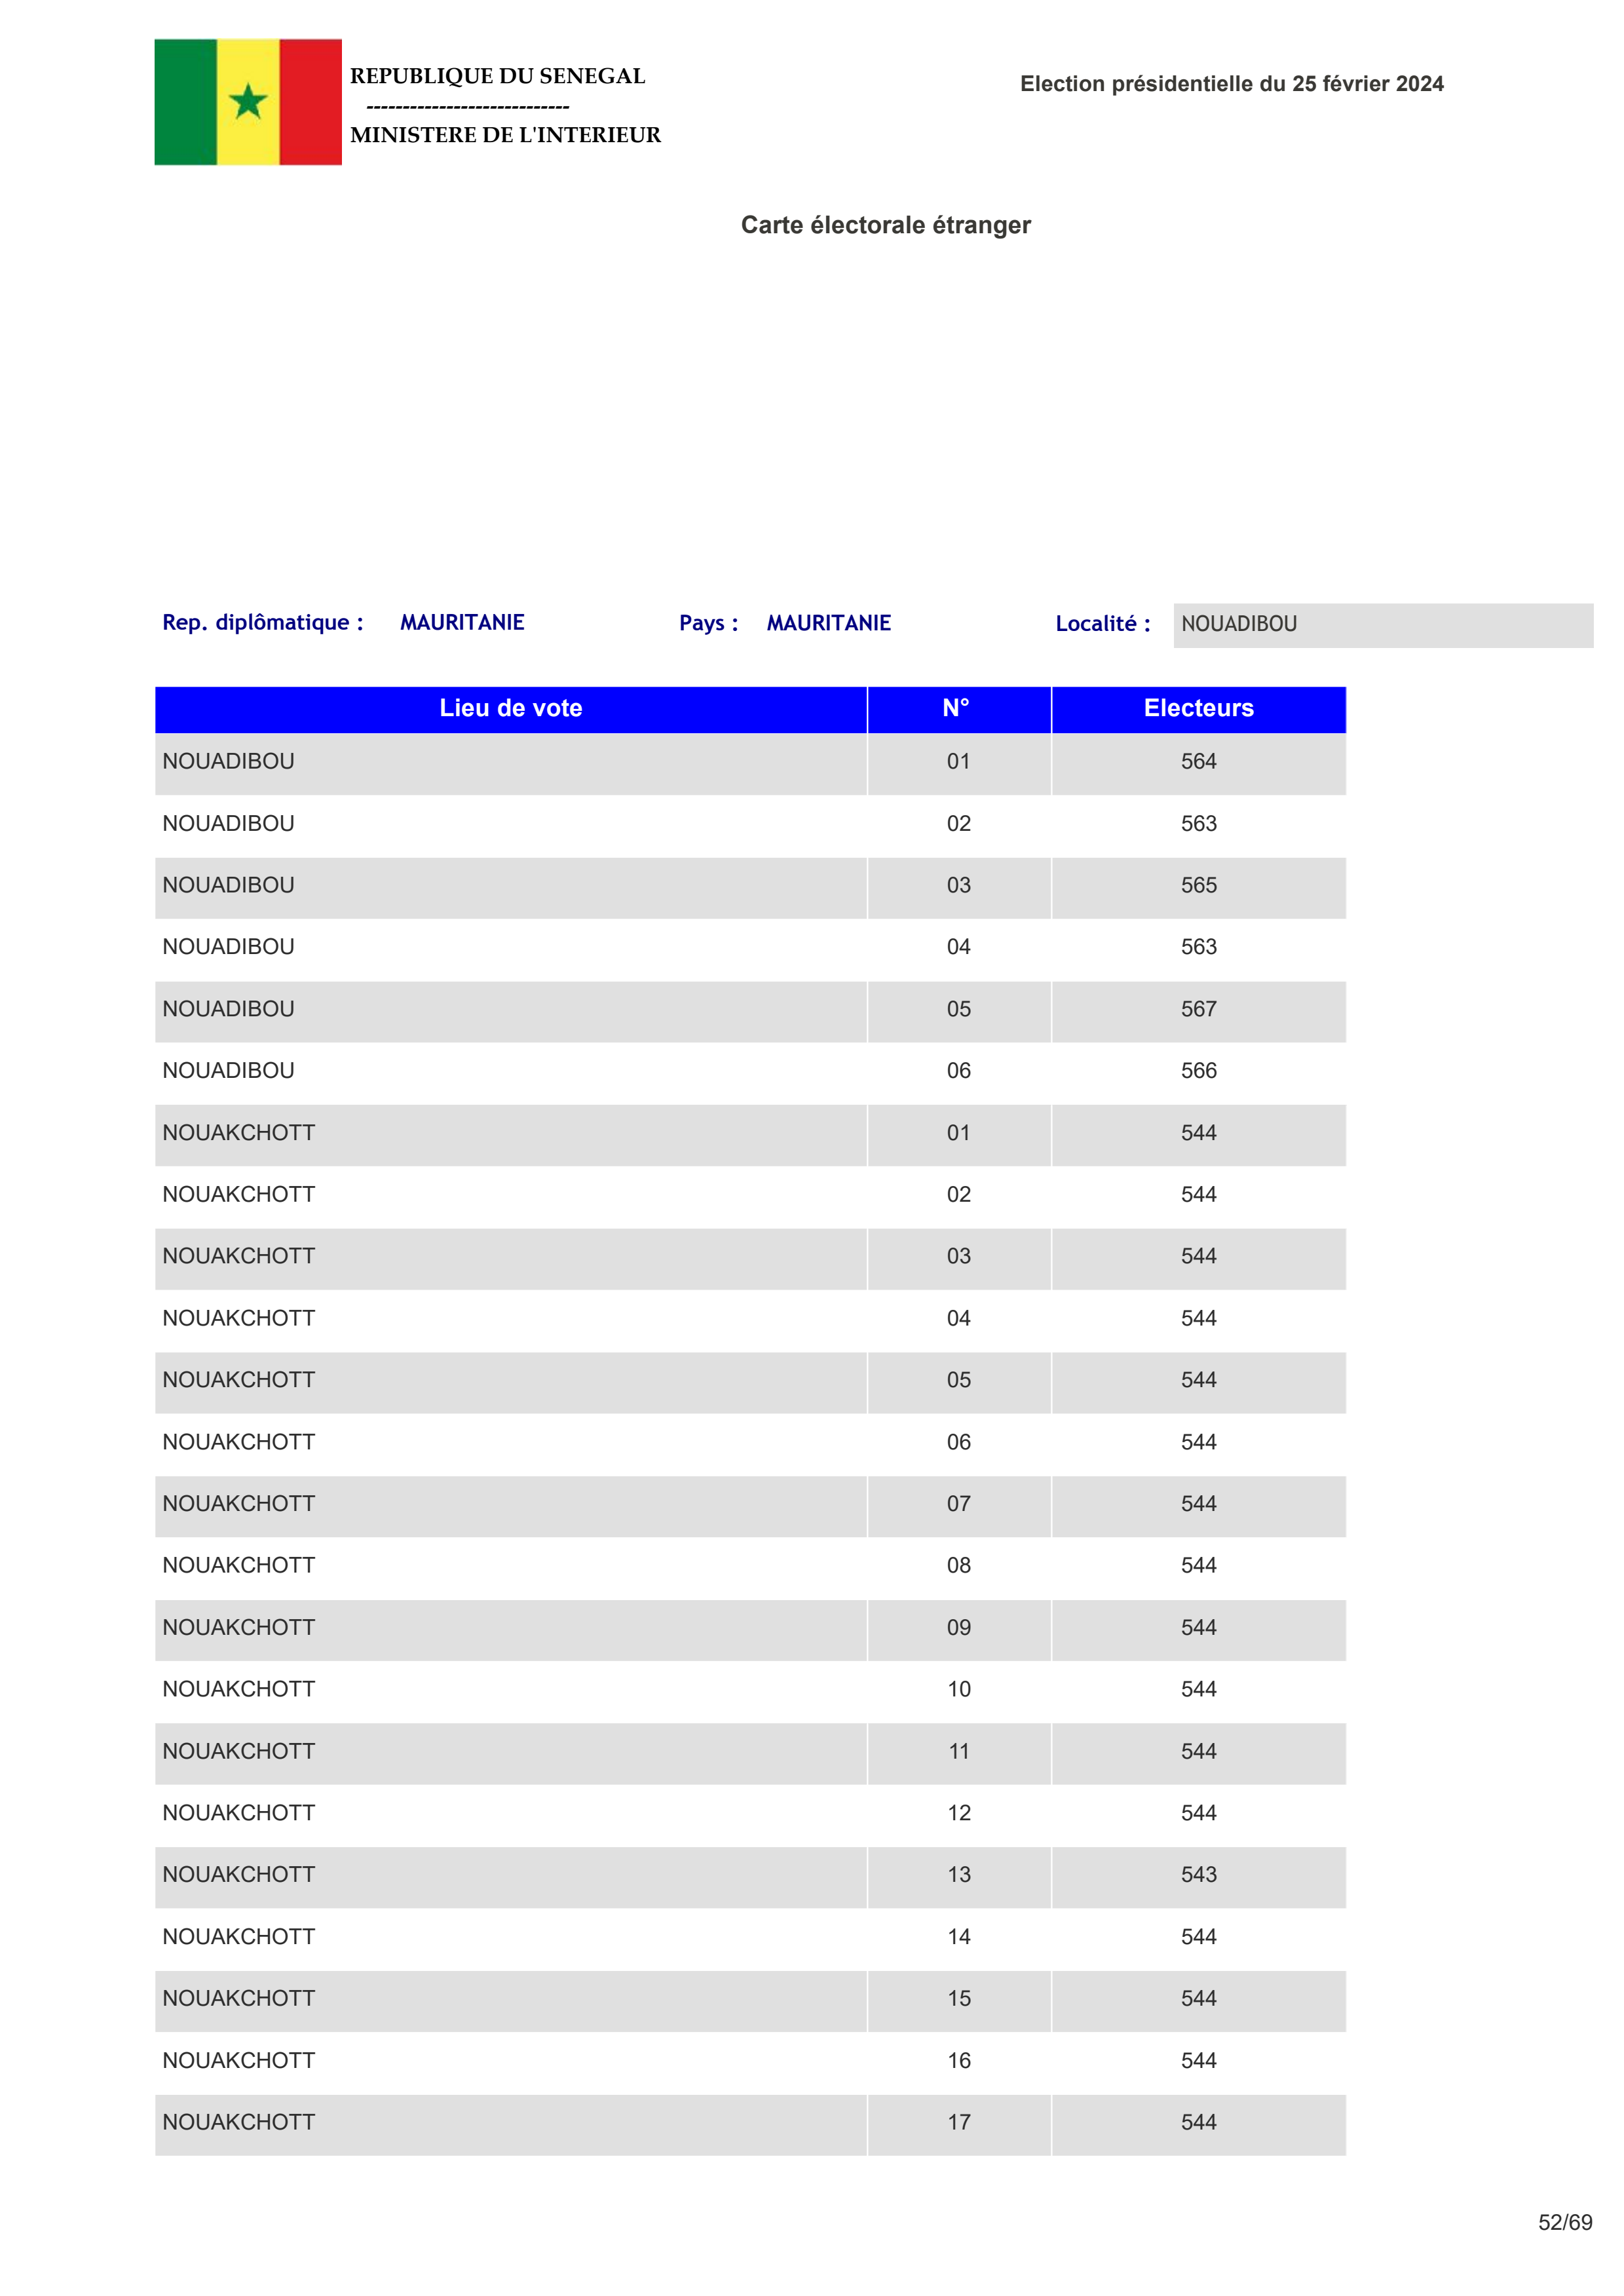 REPUBLIQUE DU SENEGAL
----------------------------
MINISTERE DE L'INTERIEUR
Election présidentielle du 25 février 2024
Carte électorale étranger
Rep. diplômatique : MAURITANIE Pays : MAURITANIE Localité : NOUADIBOU
Lieu de vote N° Electeurs
NOUADIBOU 01 564
NOUADIBOU 02 563
NOUADIBOU 03 565
NOUADIBOU 04 563
NOUADIBOU 05 567
NOUADIBOU 06 566
NOUAKCHOTT 01 544
NOUAKCHOTT 02 544
NOUAKCHOTT 03 544
NOUAKCHOTT 04 544
NOUAKCHOTT 05 544
NOUAKCHOTT 06 544
NOUAKCHOTT 07 544
NOUAKCHOTT 08 544
NOUAKCHOTT 09 544
NOUAKCHOTT 10 544
NOUAKCHOTT 11 544
NOUAKCHOTT 12 544
NOUAKCHOTT 13 543
NOUAKCHOTT 14 544
NOUAKCHOTT 15 544
NOUAKCHOTT 16 544
NOUAKCHOTT 17 544
52/69